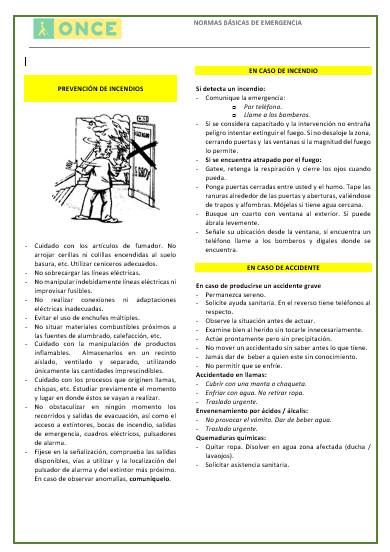 ONCE
NORMAS BÁSICAS DE EMERGENCIA
PREVENCIÓN DE INCENDIOS
- Cuidado con los artículos de fumador. No
arrojar cerillas ni colillas encendidas al suelo
basura, etc. Utilizar ceniceros adecuados.
- No sobrecargar las líneas eléctricas.
- No manipular indebidamente líneas eléctricas ni
improvisar fusibles.
- No realizar conexiones ni adaptaciones
eléctricas inadecuadas.
- Evitar el uso de enchufes múltiples.
- No situar materiales combustibles próximos a
las fuentes de alumbrado, calefacción, etc.
- Cuidado con la manipulación de productos
inflamables. Almacenarlos en un recinto
aislado, ventilado y separado, utilizando
únicamente las cantidades imprescindibles.
- Cuidado con los procesos que originen llamas,
chispas, etc. Estudiar previamente el momento
y lugar en donde éstos se vayan a realizar.
- No obstaculizar en ningún momento los
recorridos y salidas de evacuación, así como el
acceso a extintores, bocas de incendio, salidas
de emergencia, cuadros eléctricos, pulsadores
de alarma.
- Fíjese en la señalización, compruebe las salidas
disponibles, vías a utilizar y la localización del
pulsador de alarma y del extintor más próximo.
En caso de observar anomalías, comuníquelo.
EN CASO DE INCENDIO
Si detecta un incendio:
- Comunique la emergencia:
Por teléfono.
Llame a los bomberos.
- Si se considera capacitado y la intervención no entraña
peligro intentar extinguir el fuego. Si no desaloje la zona,
cerrando puertas y las ventanas si la magnitud del fuego
lo permite.
- Si se encuentra atrapado por el fuego:
- Gatee, retenga la respiración y cierre los ojos cuando
pueda.
- Ponga puertas cerradas entre usted y el humo. Tape las
ranuras alrededor de las puertas y aberturas, valiéndose
de trapos y alfombras. Mójelas si tiene agua cercana.
- Busque un cuarto con ventana al exterior. Si puede
ábrala levemente.
- Señale su ubicación desde la ventana, si encuentra un
teléfono llame a los bomberos y dígales donde se
encuentra.
EN CASO DE ACCIDENTE
En caso de producirse un accidente grave
- Permanezca sereno.
- Solicite ayuda sanitaria. En el reverso tiene teléfonos al
respecto.
- Observe la situación antes de actuar.
- Examine bien al herido sin tocarle innecesariamente.
- Actúe prontamente pero sin precipitación.
- No mover un accidentado sin saber antes lo que tiene.
- Jamás dar de beber a quien este sin conocimiento.
- No permitir que se enfríe.
Accidentado en llamas:
- Cubrir con una manta o chaqueta.
- Enfriar con agua. No retirar ropa.
- Traslado urgente.
Envenenamiento por ácidos / álcalis:
- No provocar el vómito. Dar de beber agua.
- Traslado urgente.
Quemaduras químicas:
- Quitar ropa. Disolver en agua zona afectada (ducha /
lavaojos).
- Solicitar asistencia sanitaria.